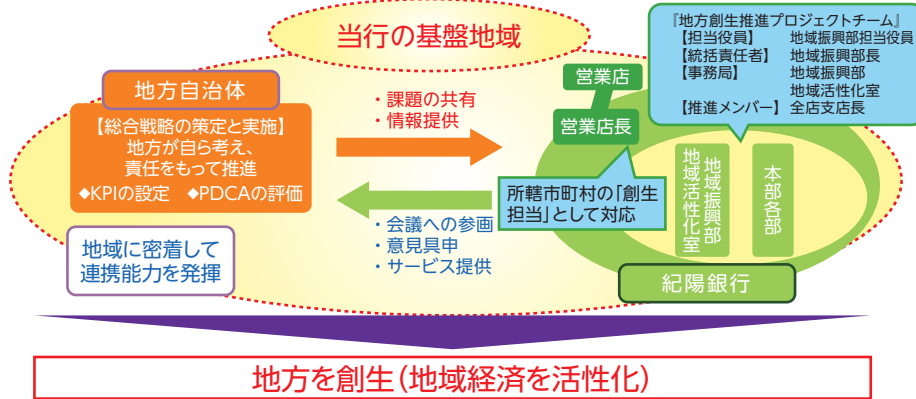 当行の基盤地域
地方自治体
【総合戦略の策定と実施】
地方が自ら考え、
責任をもって推進
◆KPIの設定 ◆PDCAの評価
地域に密着して
連携能力を発揮
・課題の共有
・情報提供
・会議への参画
・意見具申
・サービス提供
営業店
営業店長
所轄市町村の「創生
担当」として対応
『地方創生推進プロジェクトチーム』
【担当役員】 地域振興部担当役員
【統括責任者】 地域振興部長
【事務局】 地域振興部
地域活性化室
【推進メンバー】 全店支店長
地域振興部
地域活性化室
本部各部
紀陽銀行
地方を創生(地域経済を活性化)